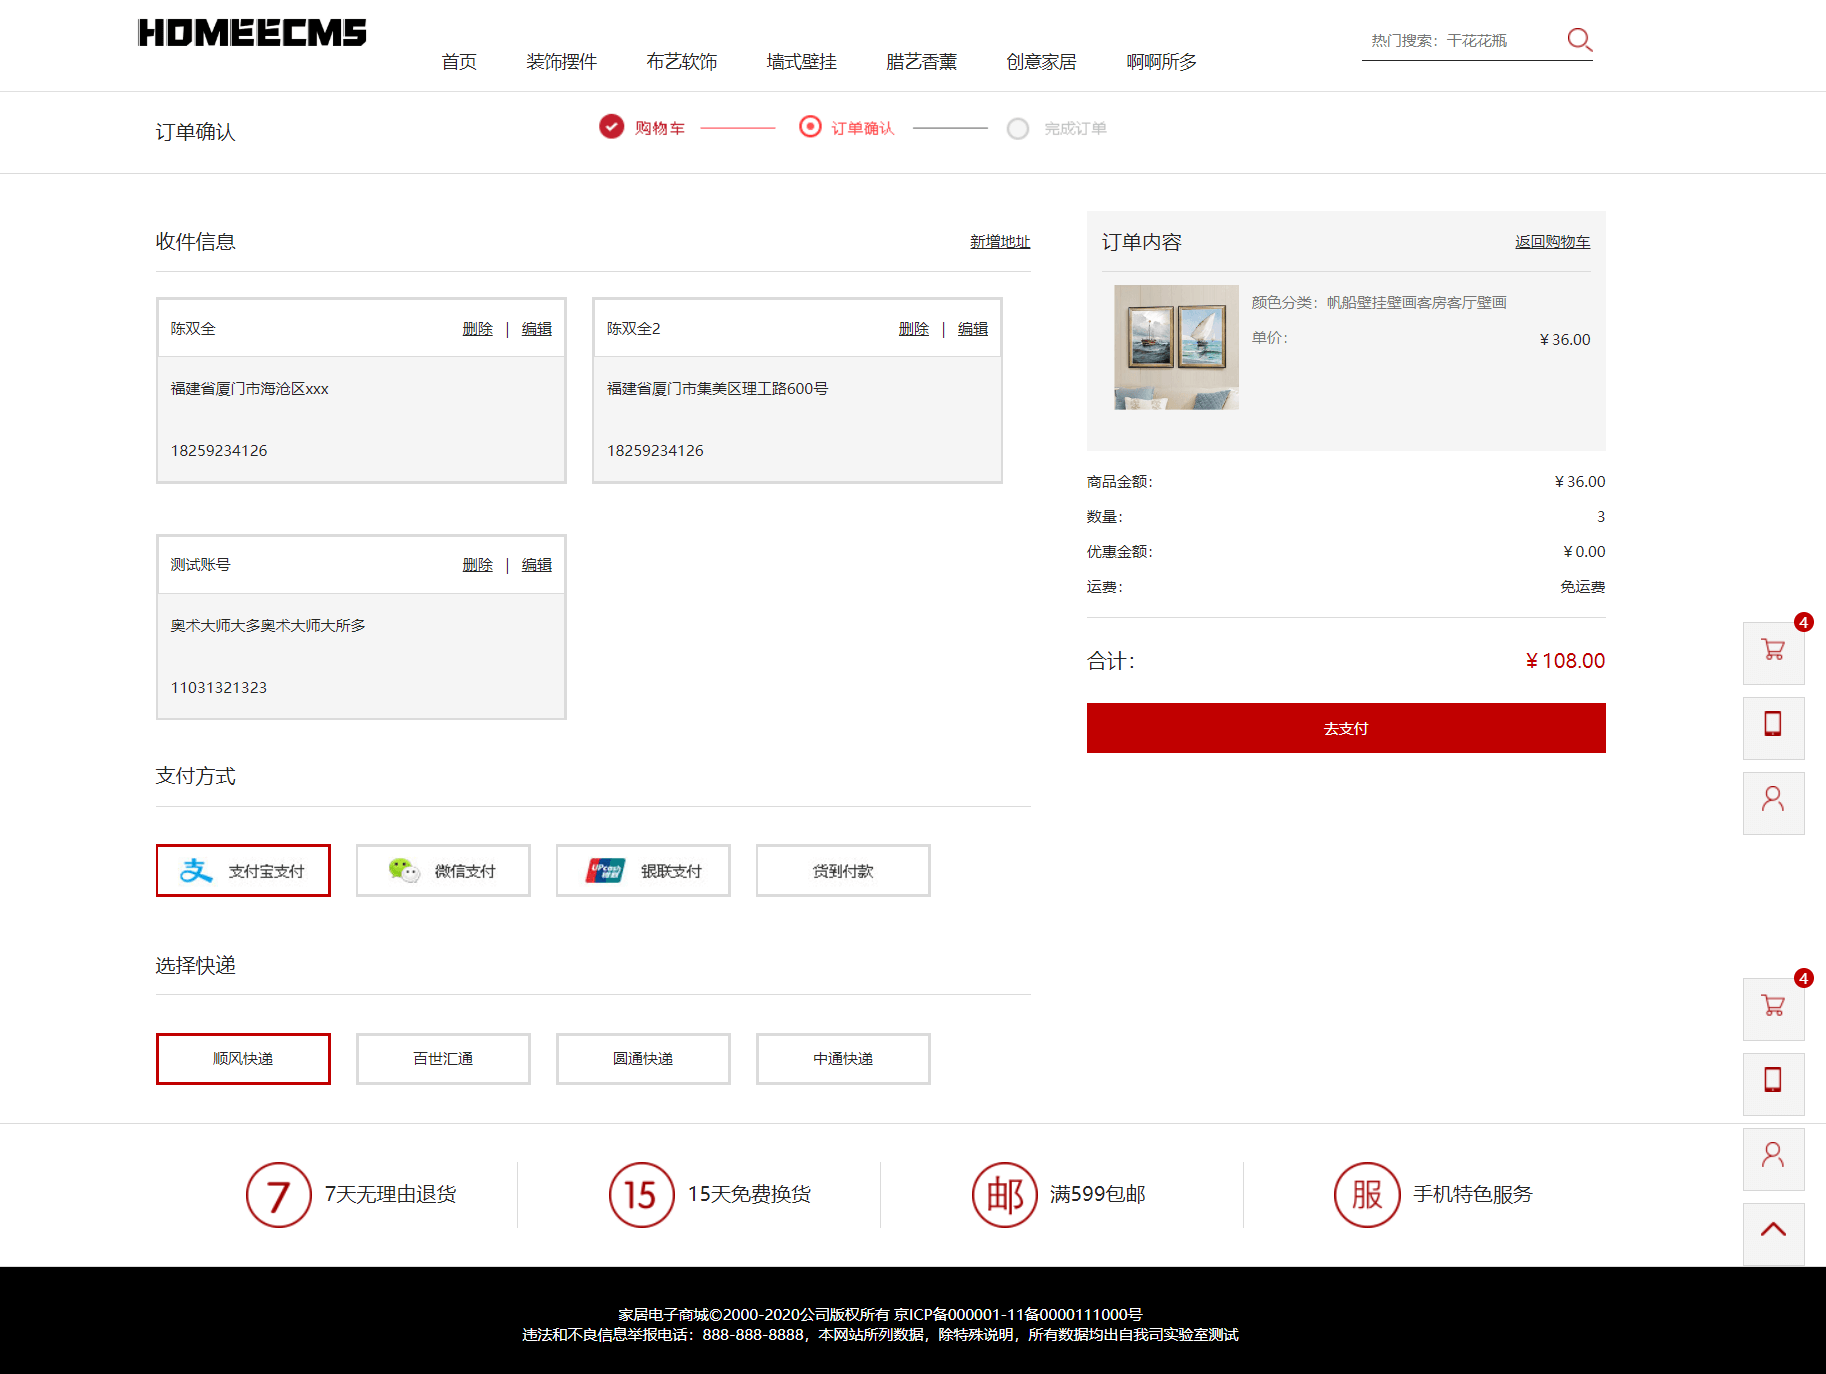 HOMEECMS
首页 装饰摆件 布艺软饰 墙式壁挂 腊艺香薰 创意家居 啊啊所多
热门搜索：干花花瓶
订单确认
购物车 订单确认 完成订单
收件信息 新增地址
陈双全 删除 | 编辑
福建省厦门市海沧区xxx
18259234126
陈双全2 删除 | 编辑
福建省厦门市集美区理工路600号
18259234126
测试账号 删除 | 编辑
奥术大师大多奥术大师大所多
11031321323
支付方式
支付宝支付 微信支付 银联支付 货到付款
选择快递
顺风快递 百世汇通 圆通快递 中通快递
订单内容 返回购物车
颜色分类：帆船壁挂壁画客房客厅壁画
单价： ¥ 36.00
商品金额： ¥ 36.00
数量： 3
优惠金额： ¥ 0.00
运费： 免运费
合计： ¥ 108.00
去支付
4
4
7 7天无理由退货
15 15天免费换货
邮 满599包邮
服 手机特色服务
家居电子商城©2000-2020公司版权所有 京ICP备000001-11备0000111000号
违法和不良信息举报电话：888-888-8888，本网站所列数据，除特殊说明，所有数据均出自我司实验室测试